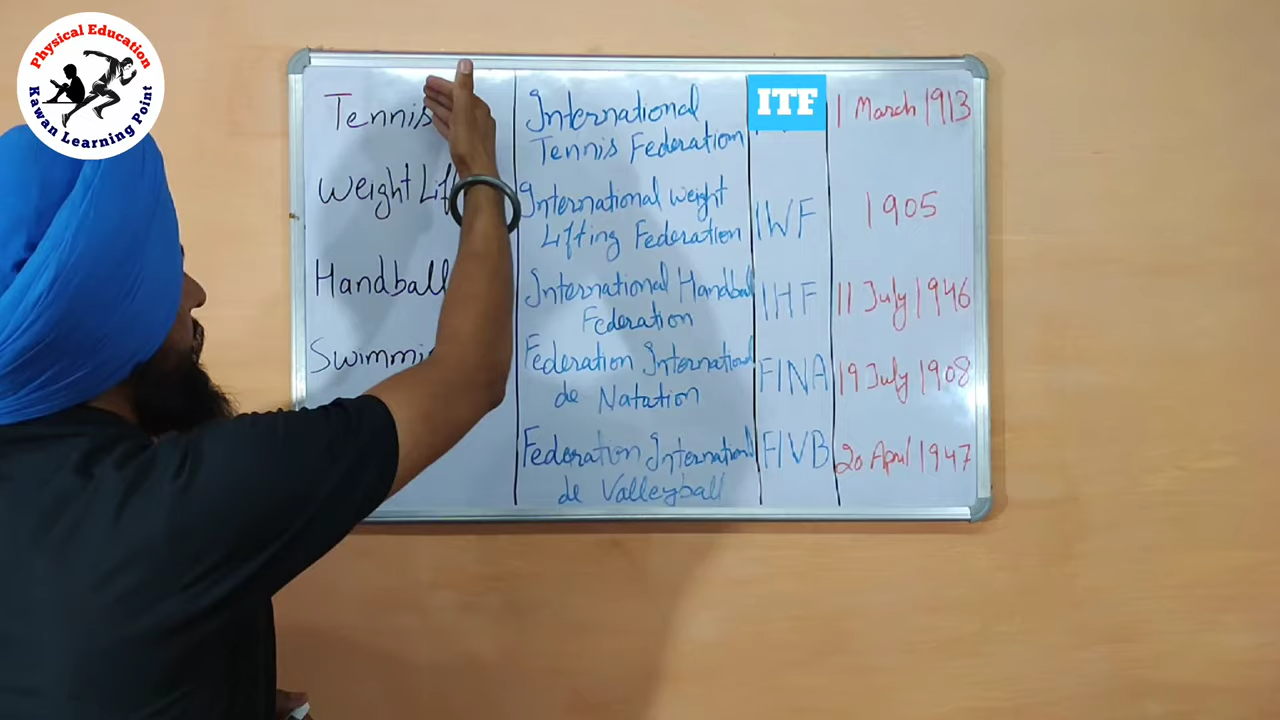 Physical Education
Kawan Learning Point
Tennis
International
Tennis Federation
ITF
1 March 1913
Weight Lif
International Weight
Lifting Federation
IWF
1905
Handball
International Handball
Federation
IHF
11 July 1946
Swimmi
Federation International
de Natation
FINA
19 July 1908
Federation International
de Valleyball
FIVB
20 April 1947